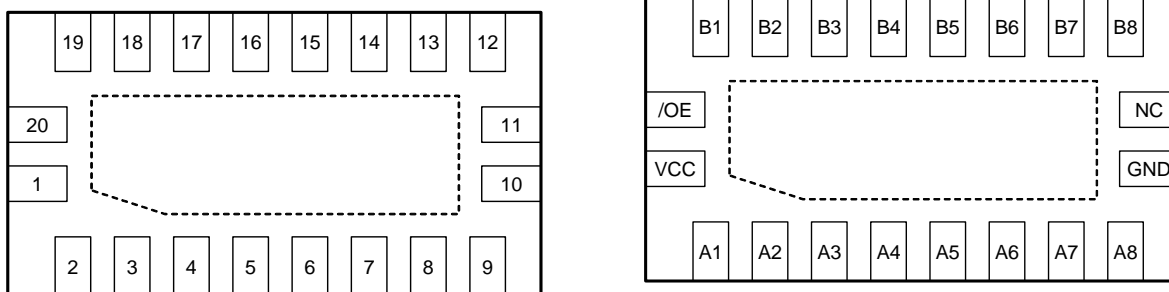 19 18 17 16 15 14 13 12
20 11
1 10
2 3 4 5 6 7 8 9
B1 B2 B3 B4 B5 B6 B7 B8
/OE NC
VCC GND
A1 A2 A3 A4 A5 A6 A7 A8